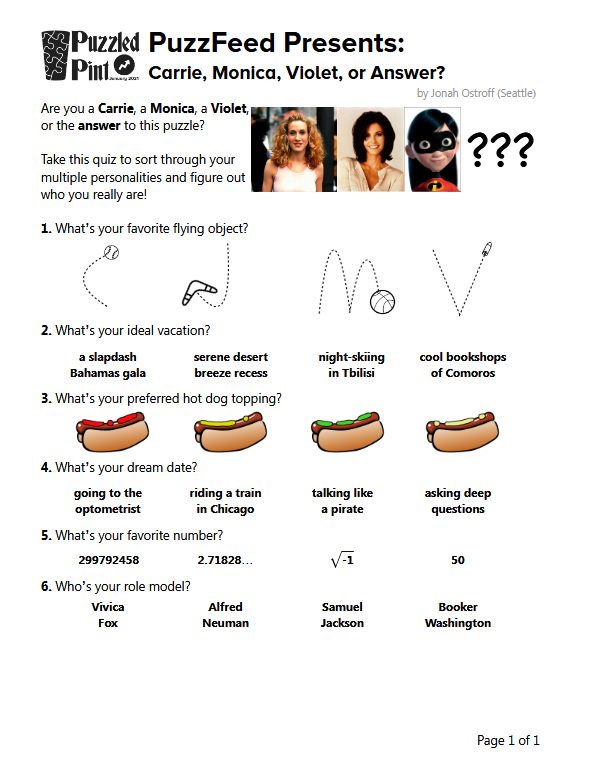 Puzzled
Pint
January 2021
PuzzFeed Presents:
Carrie, Monica, Violet, or Answer?
by Jonah Ostroff (Seattle)
Are you a Carrie, a Monica, a Violet,
or the answer to this puzzle?
Take this quiz to sort through your
multiple personalities and figure out
who you really are!
???
1. What's your favorite flying object?
2. What's your ideal vacation?
a slapdash
Bahamas gala
serene desert
breeze recess
night-skiing
in Tbilisi
cool bookshops
of Comoros
3. What's your preferred hot dog topping?
4. What's your dream date?
going to the
optometrist
riding a train
in Chicago
talking like
a pirate
asking deep
questions
5. What's your favorite number?
299792458
2.71828...
√-1
50
6. Who's your role model?
Vivica
Fox
Alfred
Neuman
Samuel
Jackson
Booker
Washington
Page 1 of 1